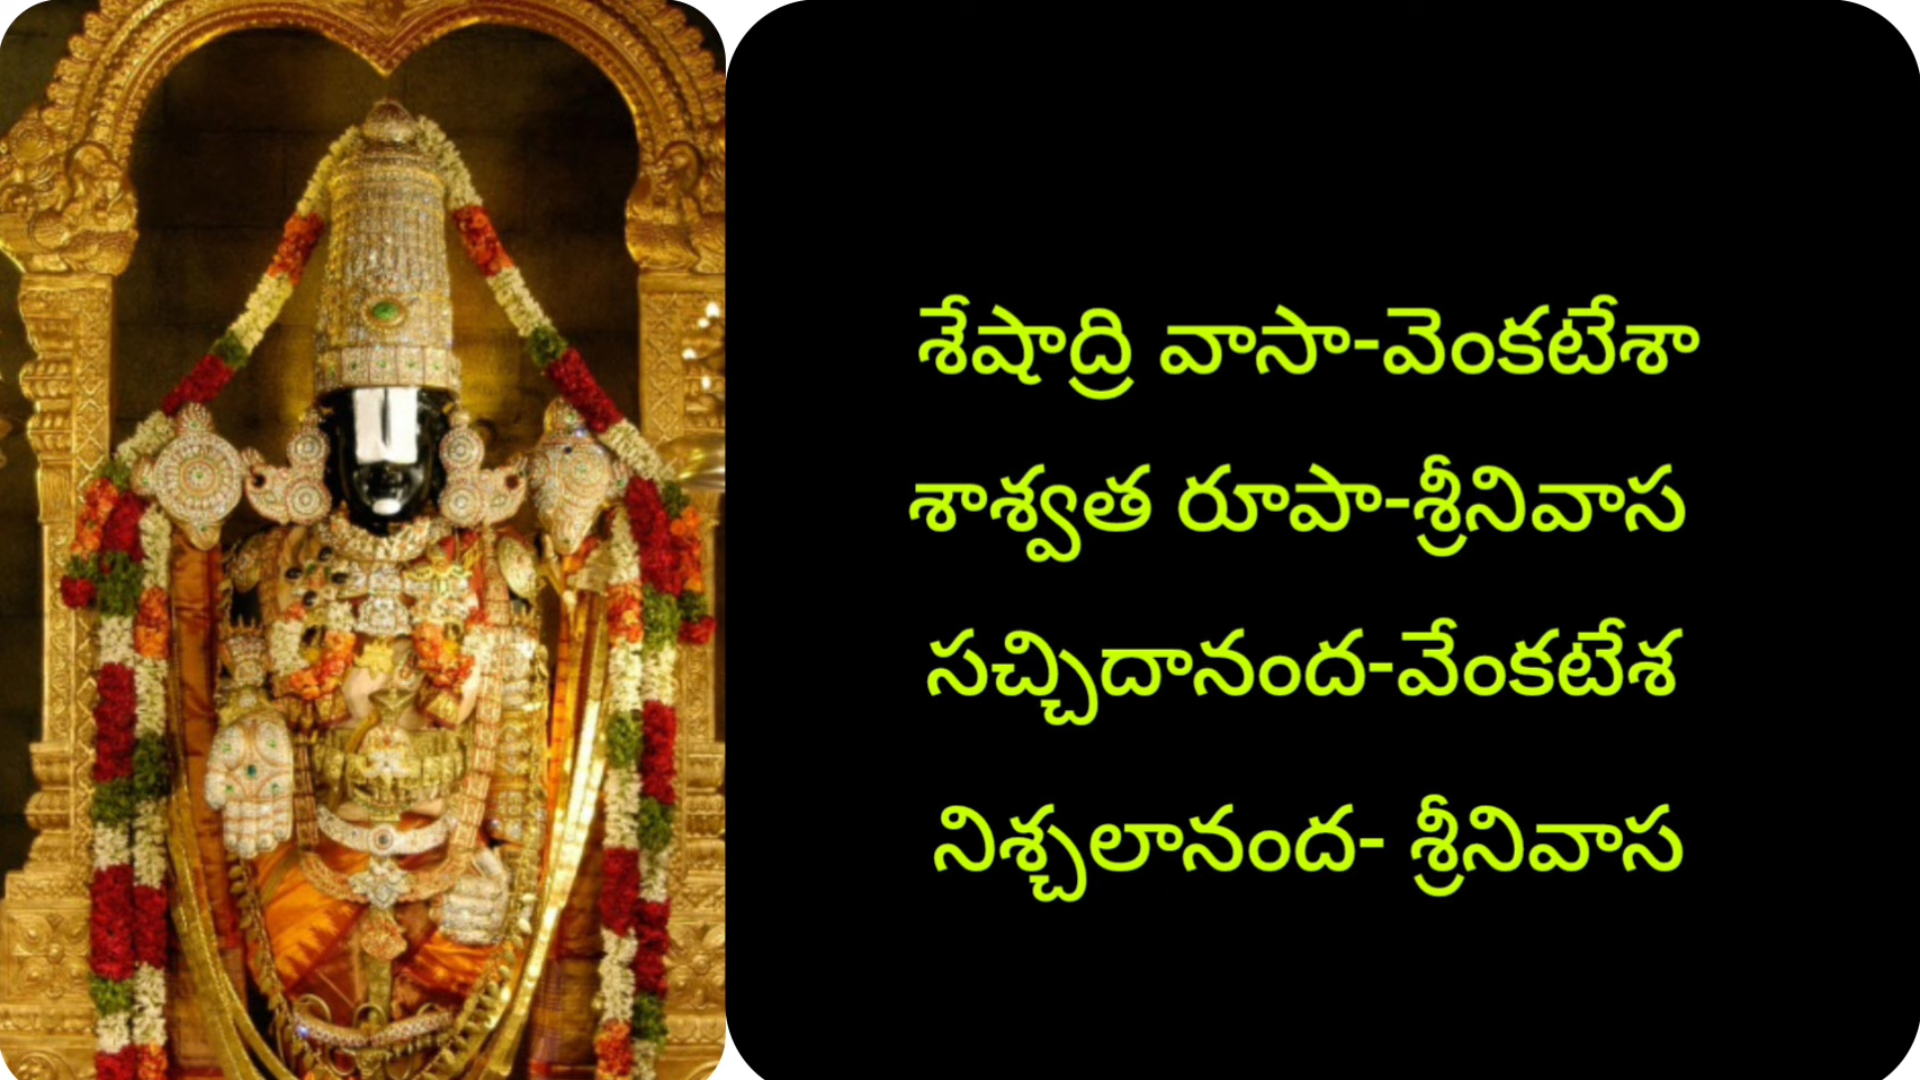 శేషాద్రి వాసా-వెంకటేశా
శాశ్వత రూపా-శ్రీనివాస
సచ్చిదానంద-వేంకటేశ
నిశ్చలానంద- శ్రీనివాస